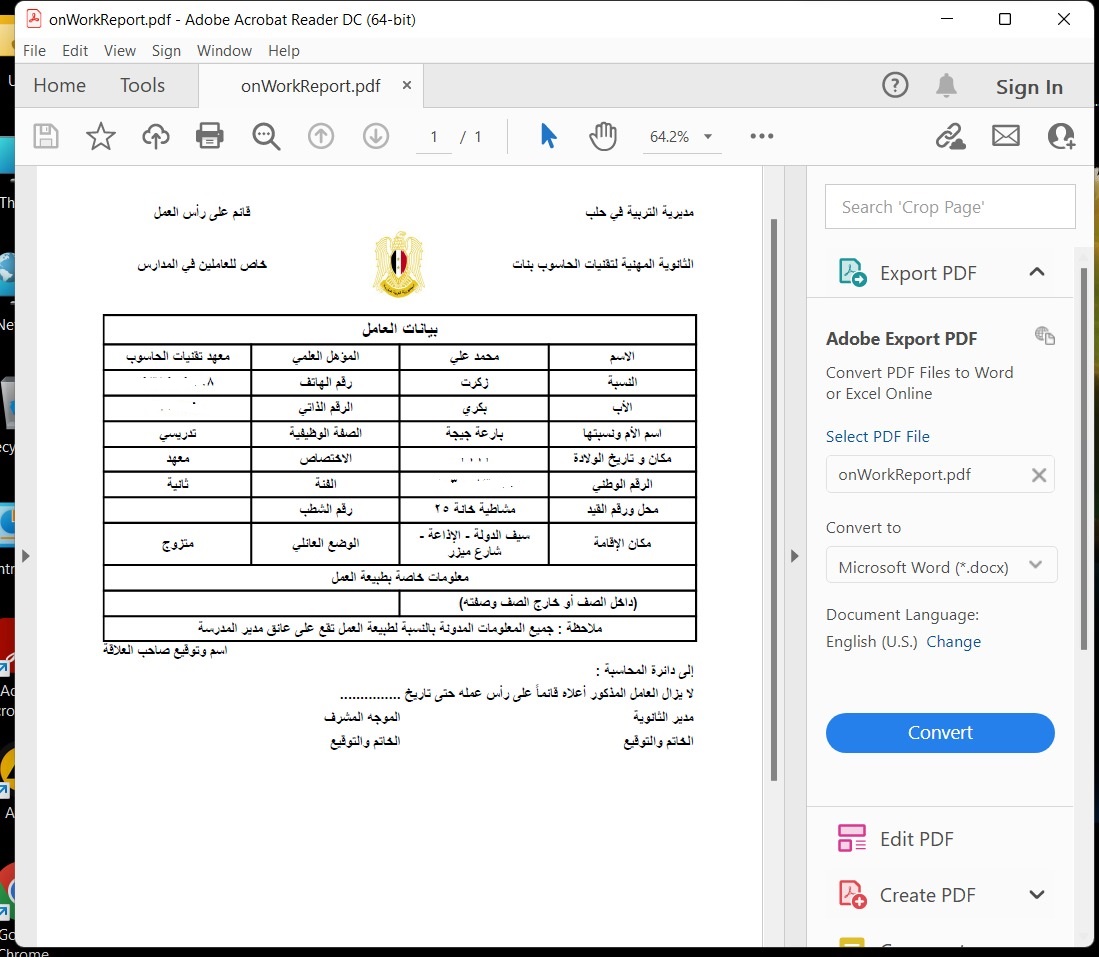 onWorkReport.pdf - Adobe Acrobat Reader DC (64-bit)
File Edit View Sign Window Help
Home Tools onWorkReport.pdf × Sign In
1 / 1 64.2%
مديرية التربية في حلب
قائم على رأس العمل
الثانوية المهنية لتقنيات الحاسوب بنات
خاص للعاملين في المدارس
بيانات العامل
الاسم محمد علي المؤهل العلمي معهد تقنيات الحاسوب
النسبة زكرت رقم الهاتف
الأب بكري الرقم الذاتي
اسم الأم ونسبتها بارعة جيجة الصفة الوظيفية تدريسي
مكان و تاريخ الولادة الاختصاص معهد
الرقم الوطني الفئة ثانية
محل ورقم القيد مشاطية خانة ٢٥ رقم الشطب
مكان الإقامة سيف الدولة - الإذاعة - الوضع العائلي متزوج
شارع ميزر
معلومات خاصة بطبيعة العمل
(داخل الصف أو خارج الصف وصفته)
ملاحظة : جميع المعلومات المدونة بالنسبة لطبيعة العمل تقع على عاتق مدير المدرسة
اسم وتوقيع صاحب العلاقة
إلى دائرة المحاسبة :
لا يزال العامل المذكور أعلاه قائماً على رأس عمله حتى تاريخ ...............
مدير الثانوية الموجه المشرف
الخاتم والتوقيع الخاتم والتوقيع
Search 'Crop Page'
Export PDF
Adobe Export PDF
Convert PDF Files to Word
or Excel Online
Select PDF File
onWorkReport.pdf
Convert to
Microsoft Word (*.docx)
Document Language:
English (U.S.) Change
Convert
Edit PDF
Create PDF
Chrome